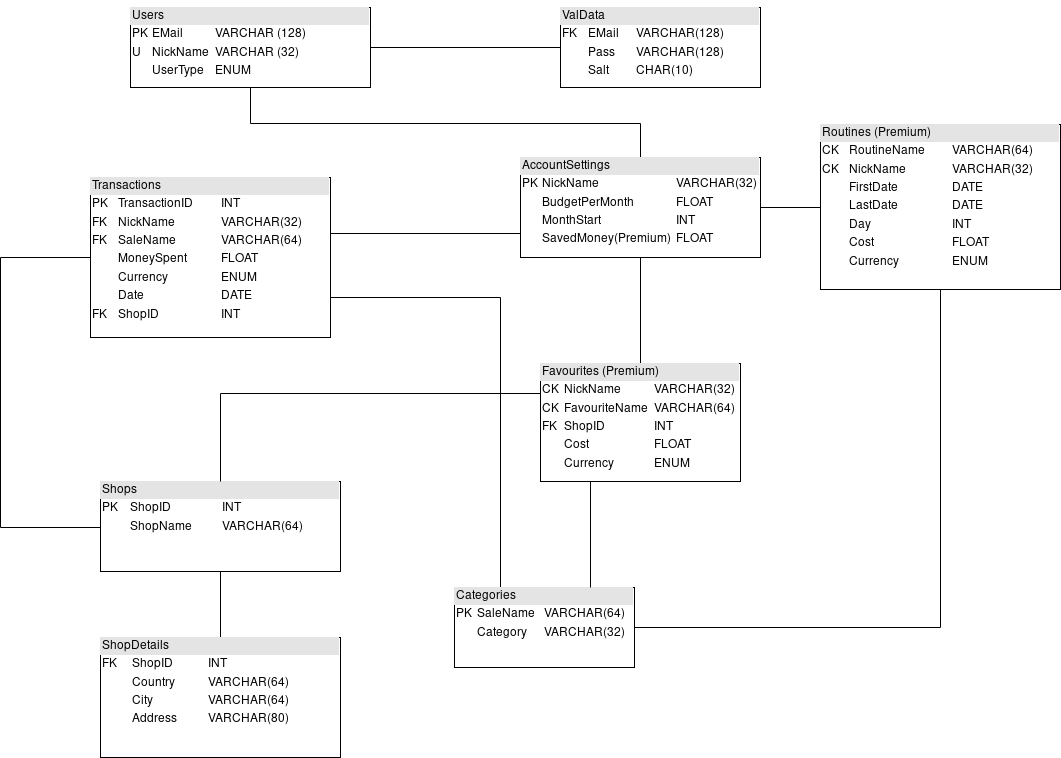 Users
PK EMail VARCHAR (128)
U NickName VARCHAR (32)
UserType ENUM
ValData
FK EMail VARCHAR(128)
Pass VARCHAR(128)
Salt CHAR(10)
Routines (Premium)
CK RoutineName VARCHAR(64)
CK NickName VARCHAR(32)
FirstDate DATE
LastDate DATE
Day INT
Cost FLOAT
Currency ENUM
AccountSettings
PK NickName VARCHAR(32)
BudgetPerMonth FLOAT
MonthStart INT
SavedMoney(Premium) FLOAT
Transactions
PK TransactionID INT
FK NickName VARCHAR(32)
FK SaleName VARCHAR(64)
MoneySpent FLOAT
Currency ENUM
Date DATE
FK ShopID INT
Favourites (Premium)
CK NickName VARCHAR(32)
CK FavouriteName VARCHAR(64)
FK ShopID INT
Cost FLOAT
Currency ENUM
Shops
PK ShopID INT
ShopName VARCHAR(64)
Categories
PK SaleName VARCHAR(64)
Category VARCHAR(32)
ShopDetails
FK ShopID INT
Country VARCHAR(64)
City VARCHAR(64)
Address VARCHAR(80)